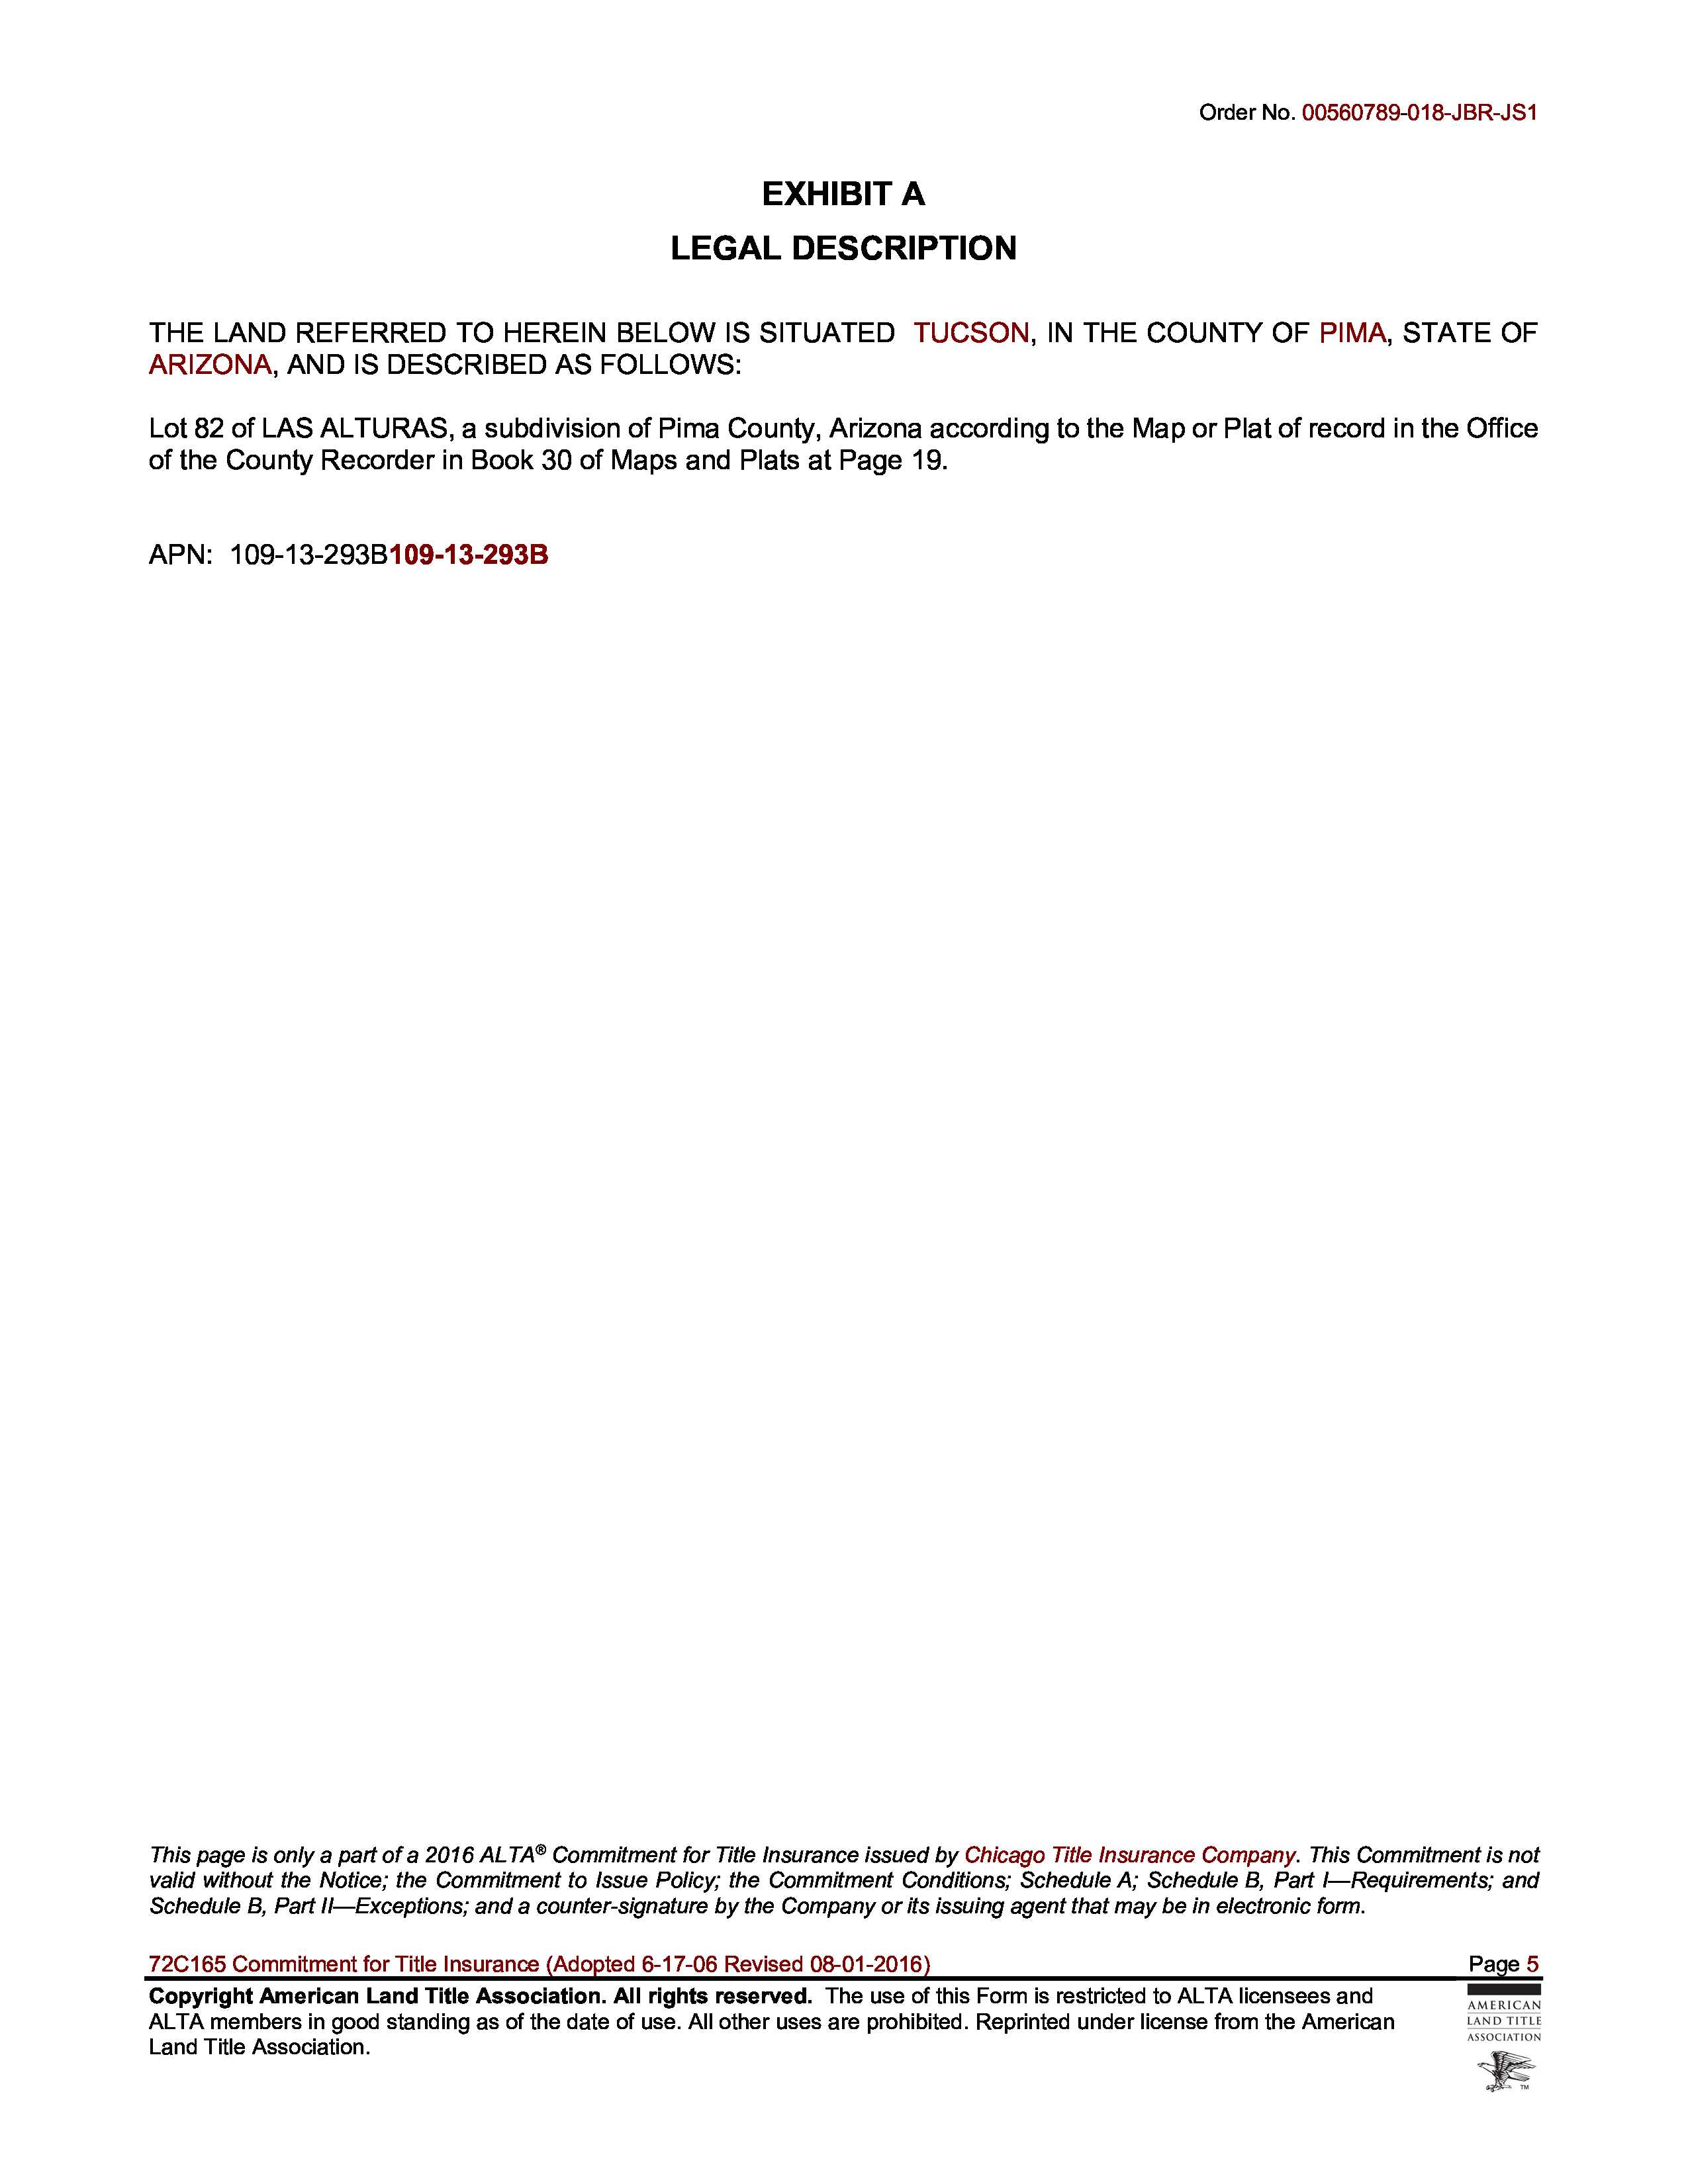 Order No. 00560789-018-JBR-JS1
EXHIBIT A
LEGAL DESCRIPTION
THE LAND REFERRED TO HEREIN BELOW IS SITUATED  TUCSON, IN THE COUNTY OF PIMA, STATE OF
ARIZONA, AND IS DESCRIBED AS FOLLOWS:
Lot 82 of LAS ALTURAS, a subdivision of Pima County, Arizona according to the Map or Plat of record in the Office
of the County Recorder in Book 30 of Maps and Plats at Page 19.
APN:  109-13-293B109-13-293B
This page is only a part of a 2016 ALTA® Commitment for Title Insurance issued by Chicago Title Insurance Company. This Commitment is not
valid without the Notice; the Commitment to Issue Policy; the Commitment Conditions; Schedule A; Schedule B, Part I—Requirements; and
Schedule B, Part II—Exceptions; and a counter-signature by the Company or its issuing agent that may be in electronic form.
72C165 Commitment for Title Insurance (Adopted 6-17-06 Revised 08-01-2016) Page 5
Copyright American Land Title Association. All rights reserved.  The use of this Form is restricted to ALTA licensees and
ALTA members in good standing as of the date of use. All other uses are prohibited. Reprinted under license from the American
Land Title Association.
AMERICAN
LAND TITLE
ASSOCIATION
TM